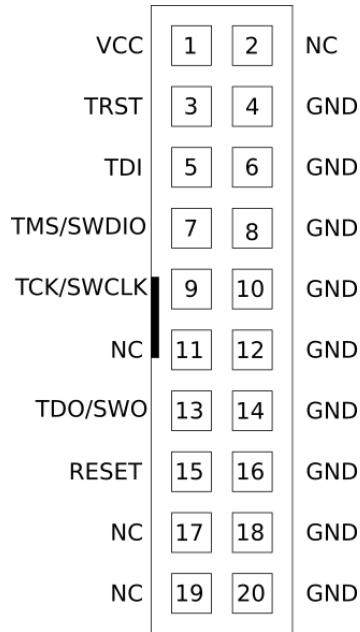 VCC 1 2 NC
TRST 3 4 GND
TDI 5 6 GND
TMS/SWDIO 7 8 GND
TCK/SWCLK 9 10 GND
NC 11 12 GND
TDO/SWO 13 14 GND
RESET 15 16 GND
NC 17 18 GND
NC 19 20 GND